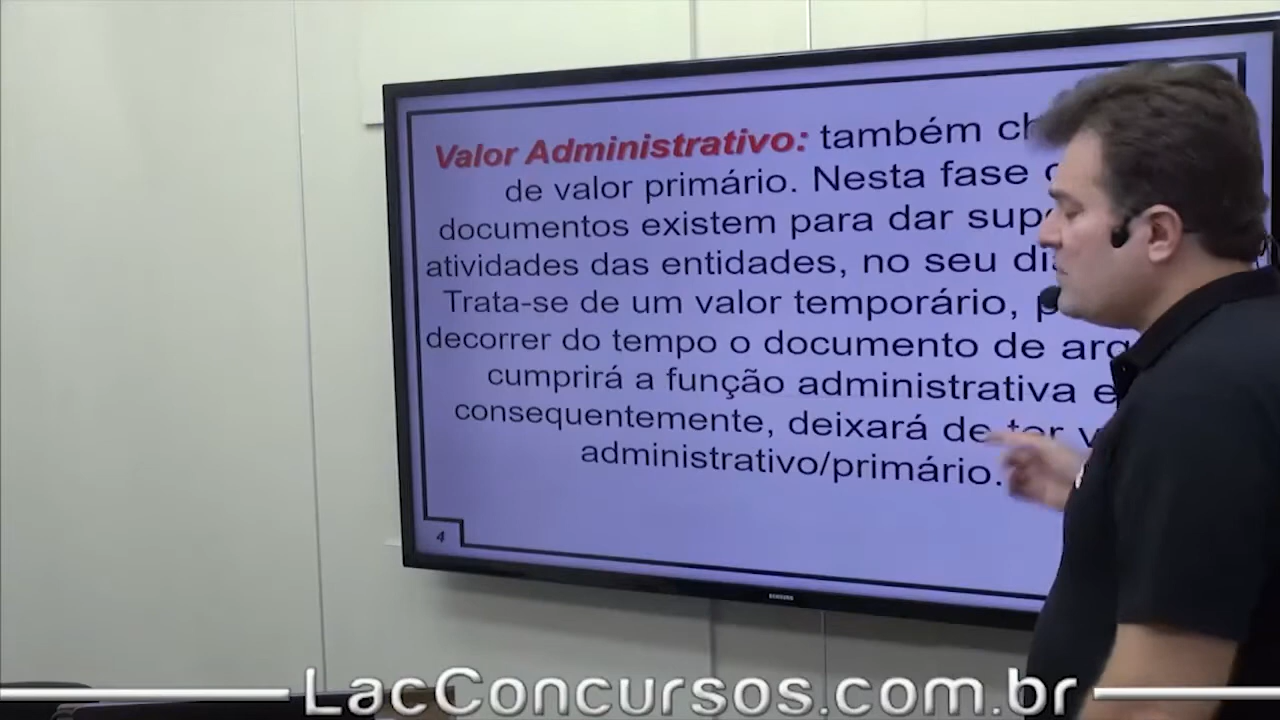 Valor Administrativo: também
de valor primário. Nesta fase
documentos existem para dar
atividades das entidades, no seu
Trata-se de um valor temporário,
decorrer do tempo o documento de
cumprirá a função administrativa e
consequentemente, deixará de ter
administrativo/primário.
4
SAMSUNG
LacConcursos.com.br